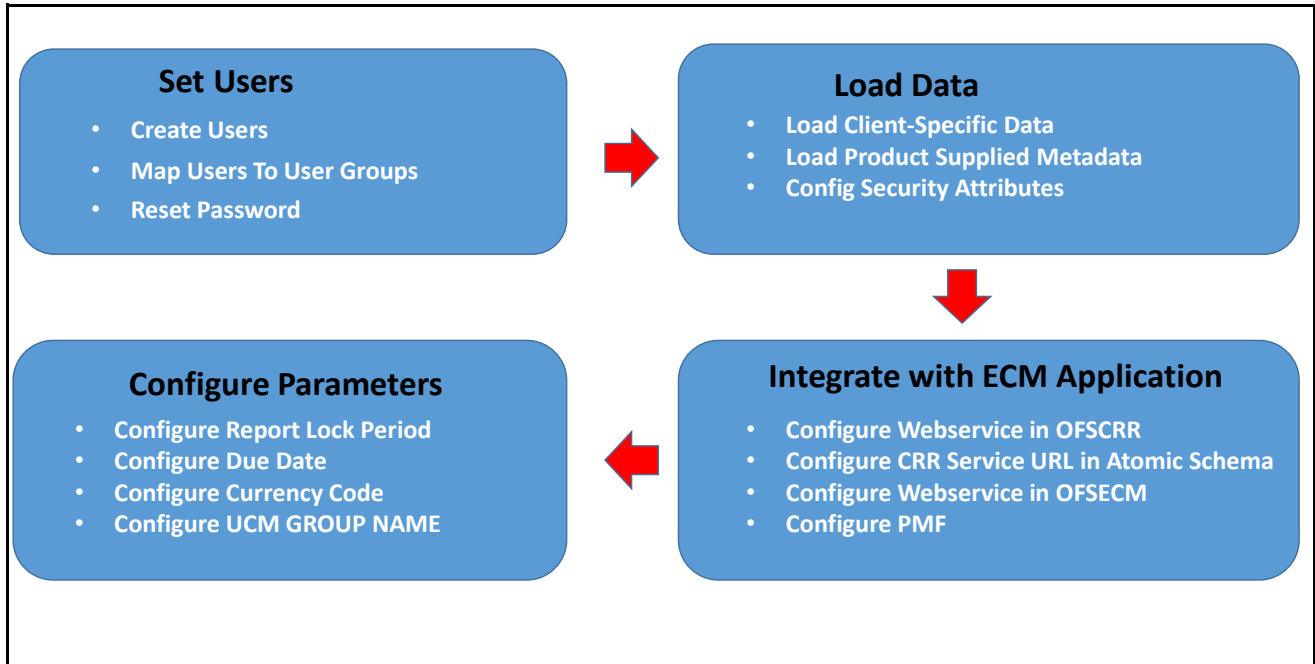 Set Users
• Create Users
• Map Users To User Groups
• Reset Password
Load Data
• Load Client-Specific Data
• Load Product Supplied Metadata
• Config Security Attributes
Integrate with ECM Application
• Configure Webservice in OFSCRR
• Configure CRR Service URL in Atomic Schema
• Configure Webservice in OFSECM
• Configure PMF
Configure Parameters
• Configure Report Lock Period
• Configure Due Date
• Configure Currency Code
• Configure UCM GROUP NAME